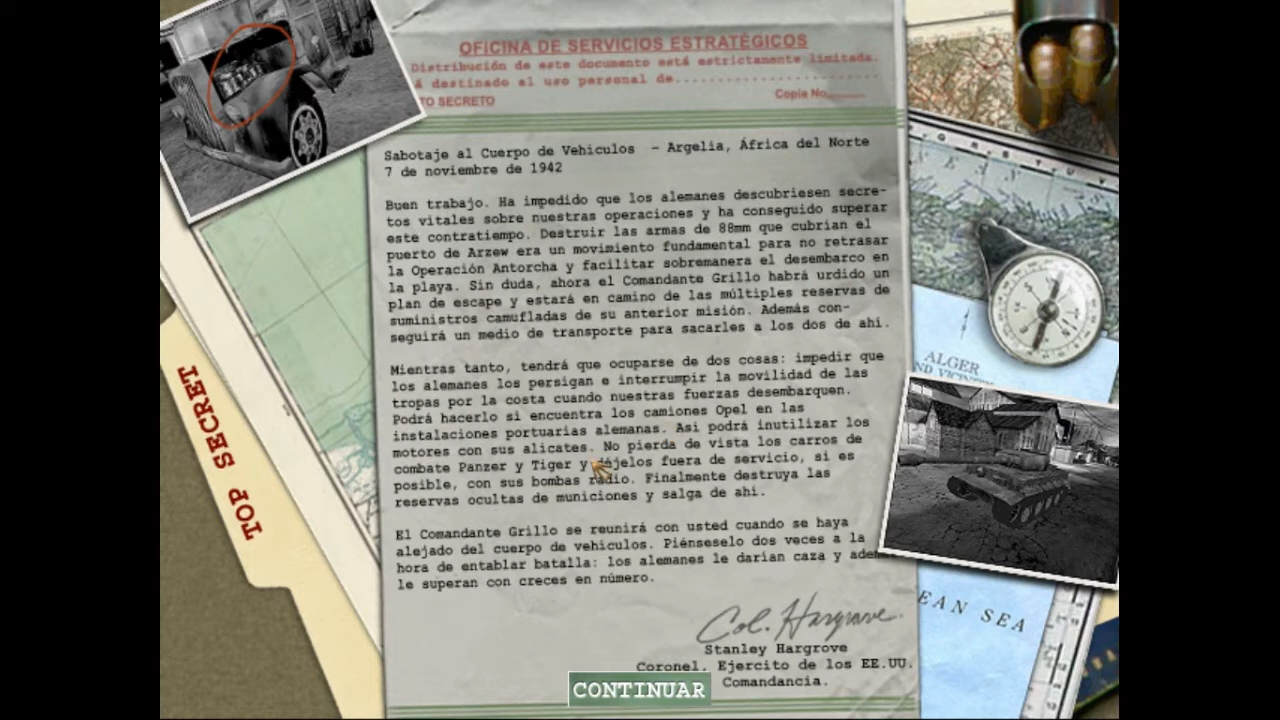 OFICINA DE SERVICIOS ESTRATÉGICOS
Distribución de este documento está estrictamente limitada.
á destinado al uso personal de........................
TO SECRETO
Copia No.
Sabotaje al Cuerpo de Vehiculos - Argelia, África del Norte
7 de noviembre de 1942
Buen trabajo. Ha impedido que los alemanes descubriesen secre-
tos vitales sobre nuestras operaciones y ha conseguido superar
este contratiempo. Destruir las armas de 88mm que cubrían el
puerto de Arzew era un movimiento fundamental para no retrasar
la Operación Antorcha y facilitar sobremanera el desembarco en
la playa. Sin duda, ahora el Comandante Grillo habrá urdido un
plan de escape y estará en camino de las múltiples reservas de
suministros camufladas de su anterior misión. Además con-
seguirá un medio de transporte para sacarles a los dos de ahí.
Mientras tanto, tendrá que ocuparse de dos cosas: impedir que
los alemanes los persigan e interrumpir la movilidad de las
tropas por la costa cuando nuestras fuerzas desembarquen.
Podrá hacerlo si encuentra los camiones Opel en las
instalaciones portuarias alemanas. Asi podrá inutilizar los
motores con sus alicates. No pierda de vista los carros de
combate Panzer y Tiger y déjelos fuera de servicio, si es
posible, con sus bombas radio. Finalmente destruya las
reservas ocultas de municiones y salga de ahí.
El Comandante Grillo se reunirá con usted cuando se haya
alejado del cuerpo de vehículos. Piénseselo dos veces a la
hora de entablar batalla: los alemanes le darían caza y adem
le superan con creces en número.
Col. Hargrove
Stanley Hargrove
Coronel, Ejercito de los EE.UU.
Comandancia.
CONTINUAR
TOP SECRET
ALGER
ND VICINITY
EAN SEA